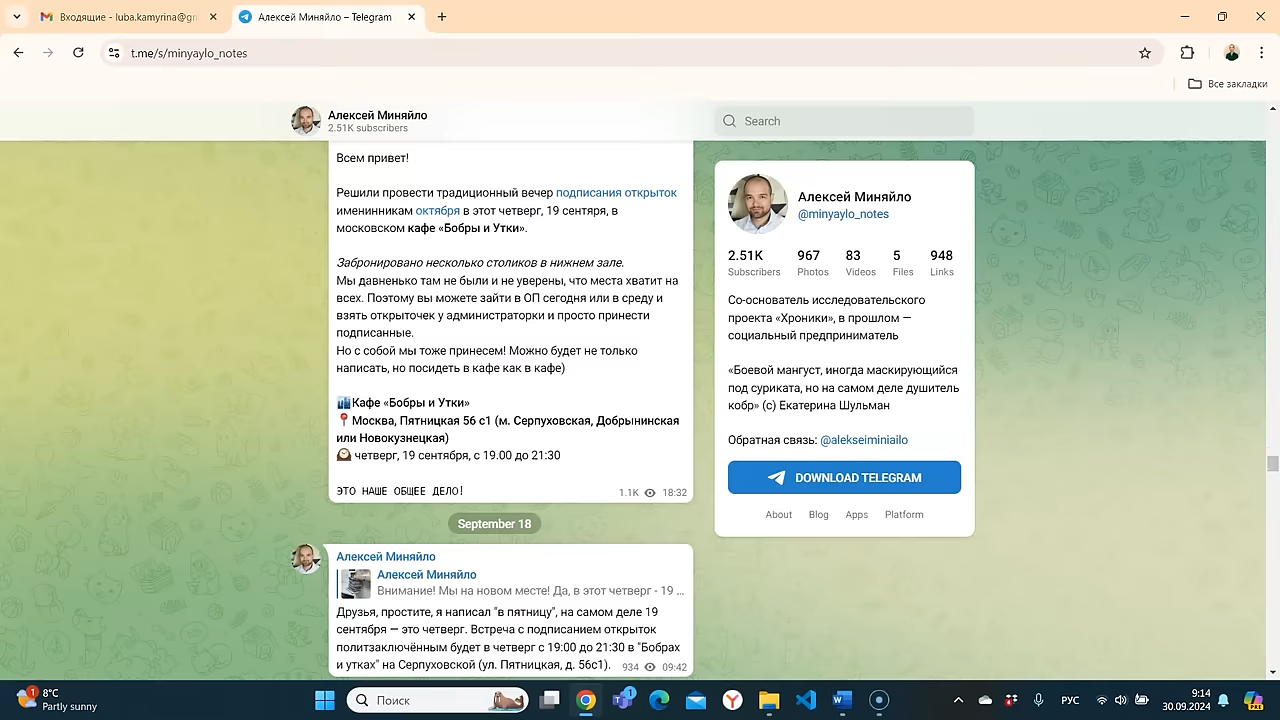 Входящие - luba.kamyrina@gr
Алексей Миняйло – Telegram
t.me/s/minyaylo_notes
Все закладки
Алексей Миняйло
2.51K subscribers
Search
Всем привет!
Решили провести традиционный вечер подписания открыток
именинникам октября в этот четверг, 19 сентяря, в
московском кафе «Бобры и Утки».
Забронировано несколько столиков в нижнем зале.
Мы давненько там не были и не уверены, что места хватит на
всех. Поэтому вы можете зайти в ОП сегодня или в среду и
взять открыточек у администраторки и просто принести
подписанные.
Но с собой мы тоже принесем! Можно будет не только
написать, но посидеть в кафе как в кафе)
🏙Кафе «Бобры и Утки»
📍Москва, Пятницкая 56 с1 (м. Серпуховская, Добрынинская
или Новокузнецкая)
🕰 четверг, 19 сентября, с 19.00 до 21:30
ЭТО НАШЕ ОБЩЕЕ ДЕЛО!
1.1K 18:32
September 18
Алексей Миняйло
Алексей Миняйло
Внимание! Мы на новом месте! Да, в этот четверг - 19 ...
Друзья, простите, я написал "в пятницу", на самом деле 19
сентября — это четверг. Встреча с подписанием открыток
политзаключённым будет в четверг с 19:00 до 21:30 в "Бобрах
и утках" на Серпуховской (ул. Пятницкая, д. 56с1).
934 09:42
Алексей Миняйло
@minyaylo_notes
2.51K 967 83 5 948
Subscribers Photos Videos Files Links
Со-основатель исследовательского
проекта «Хроники», в прошлом —
социальный предприниматель
«Боевой мангуст, иногда маскирующийся
под суриката, но на самом деле душитель
кобр» (с) Екатерина Шульман
Обратная связь: @alekseiminiailo
DOWNLOAD TELEGRAM
About Blog Apps Platform
1
8°C
Partly sunny
Поиск
1
РУС
9:14
30.09.2024